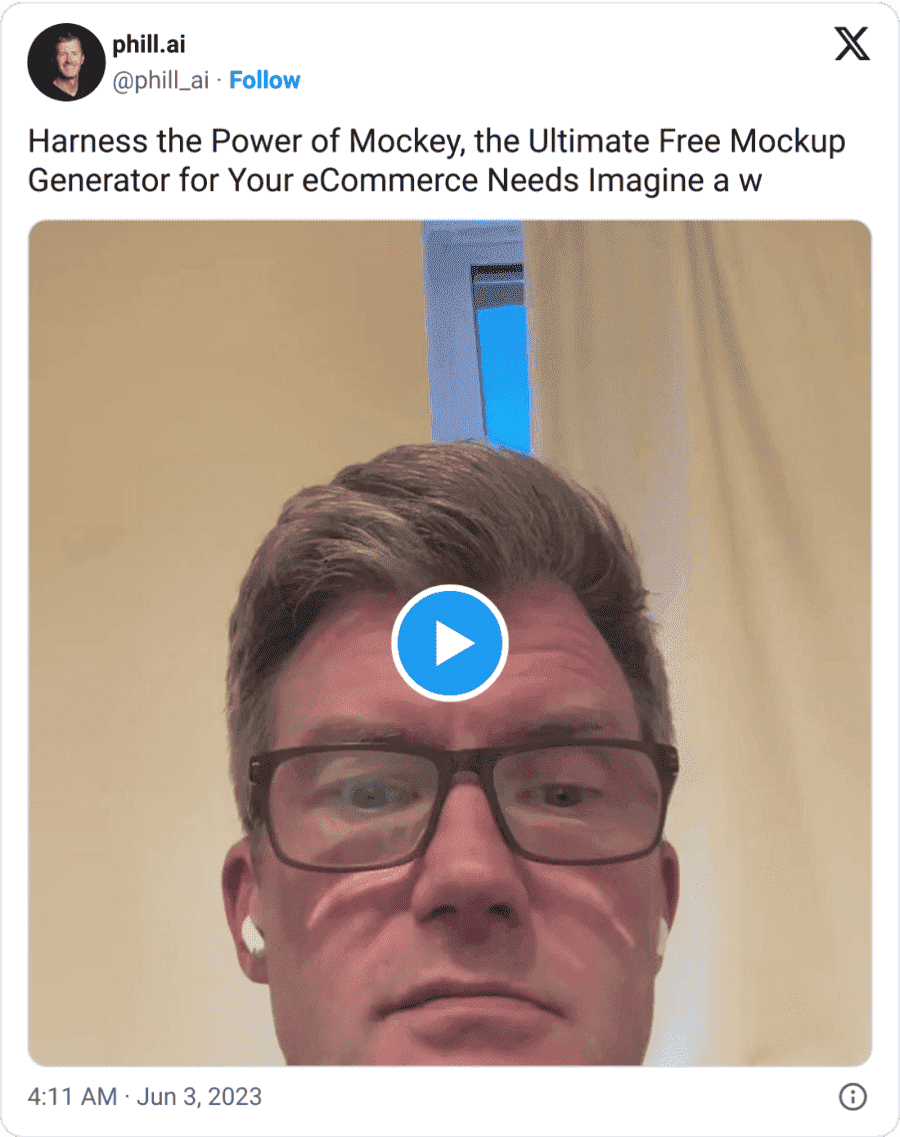 phill.ai
@phill_ai · Follow
Harness the Power of Mockey, the Ultimate Free Mockup
Generator for Your eCommerce Needs Imagine a w
4:11 AM · Jun 3, 2023